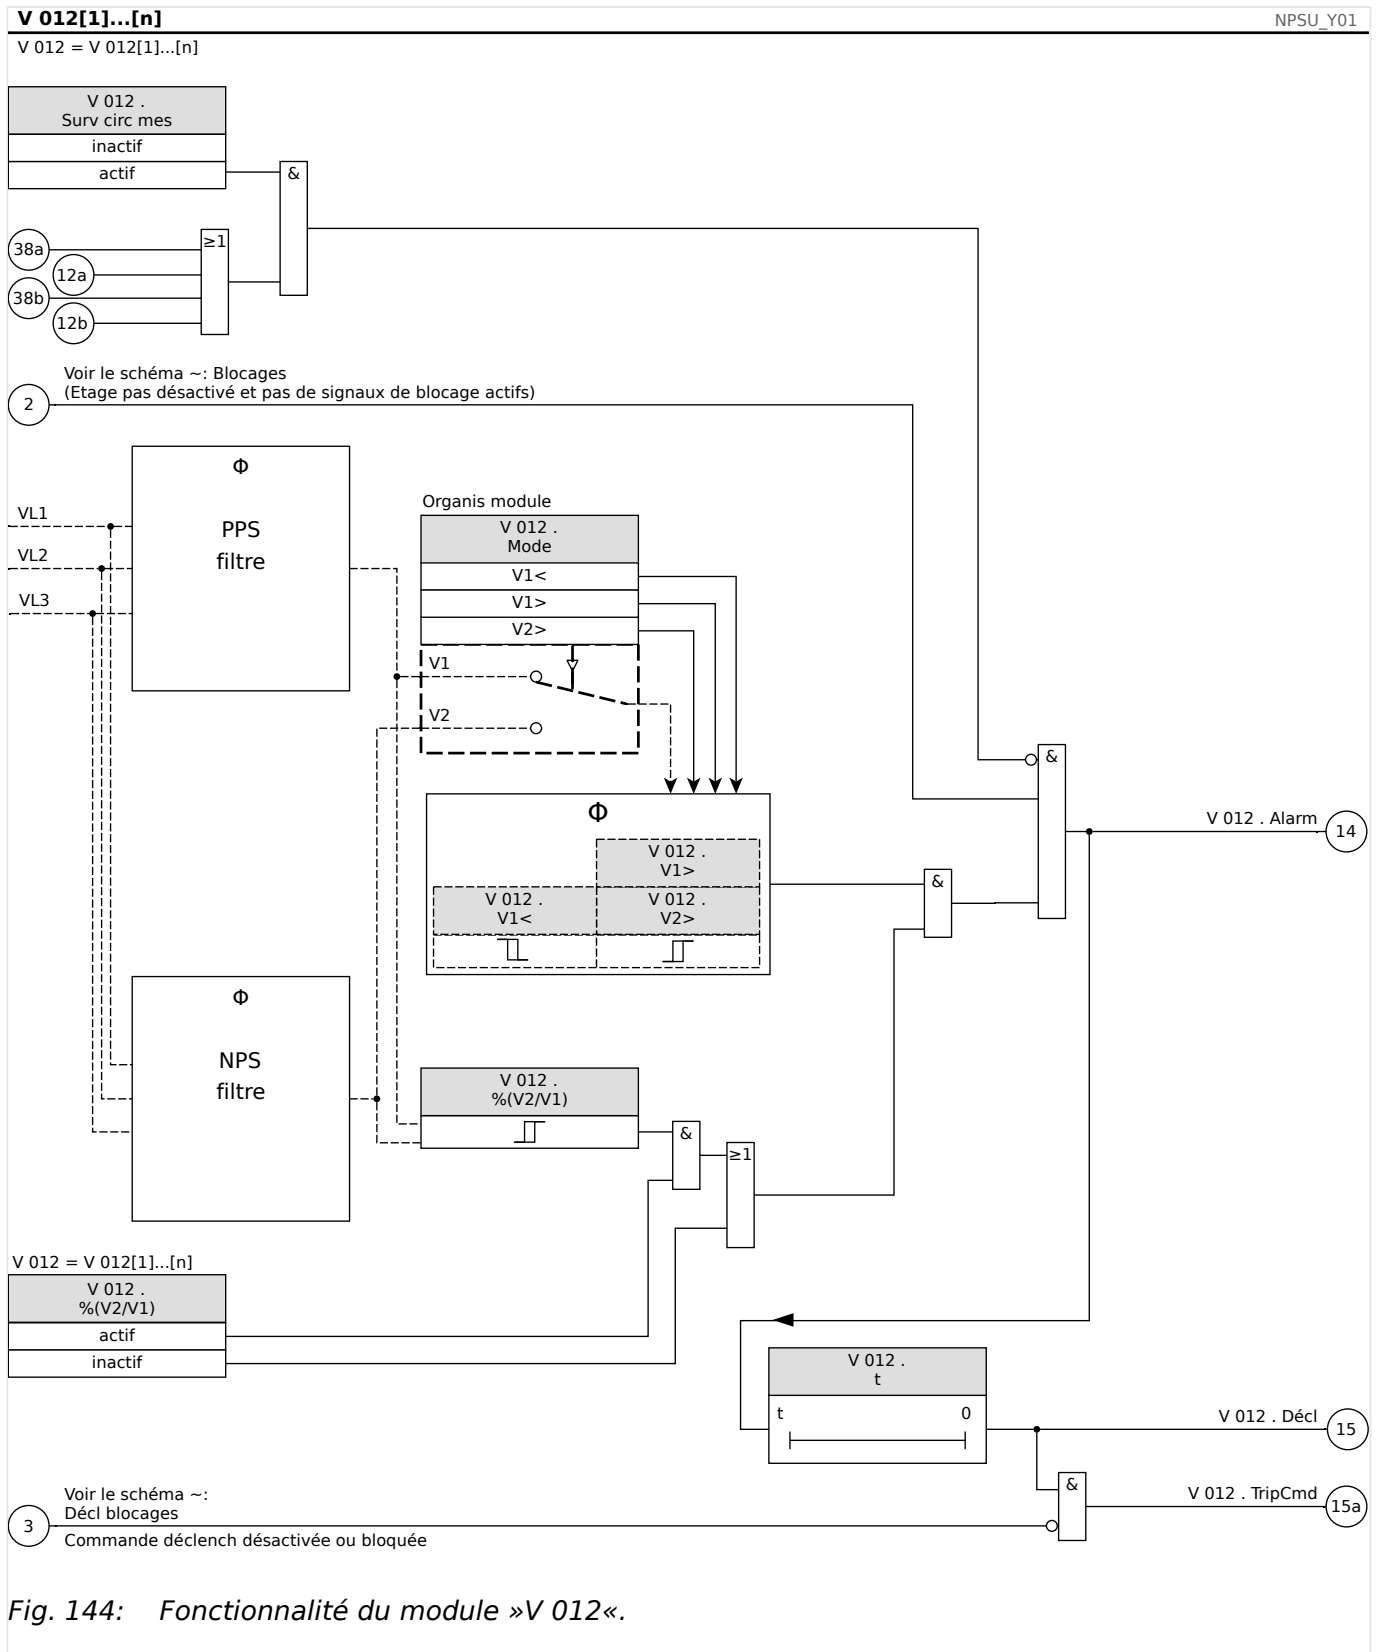 V 012[1]...[n]
NPSU_Y01
V 012 = V 012[1]...[n]
V 012 .
Surv circ mes
inactif
actif
&
38a
12a
38b
12b
≥1
Voir le schéma ~: Blocages
(Etage pas désactivé et pas de signaux de blocage actifs)
2
Φ
PPS
filtre
VL1
VL2
VL3
Organis module
V 012 .
Mode
V1<
V1>
V2>
V1
V2
&
V 012 . Alarm
14
Φ
V 012 .
V1>
V 012 .
V1<
V 012 .
V2>
&
Φ
NPS
filtre
V 012 .
%(V2/V1)
&
≥1
V 012 = V 012[1]...[n]
V 012 .
%(V2/V1)
actif
inactif
V 012 .
t
t
0
V 012 . Décl
15
&
V 012 . TripCmd
15a
Voir le schéma ~:
Décl blocages
3
Commande déclench désactivée ou bloquée
Fig. 144: Fonctionnalité du module »V 012«.